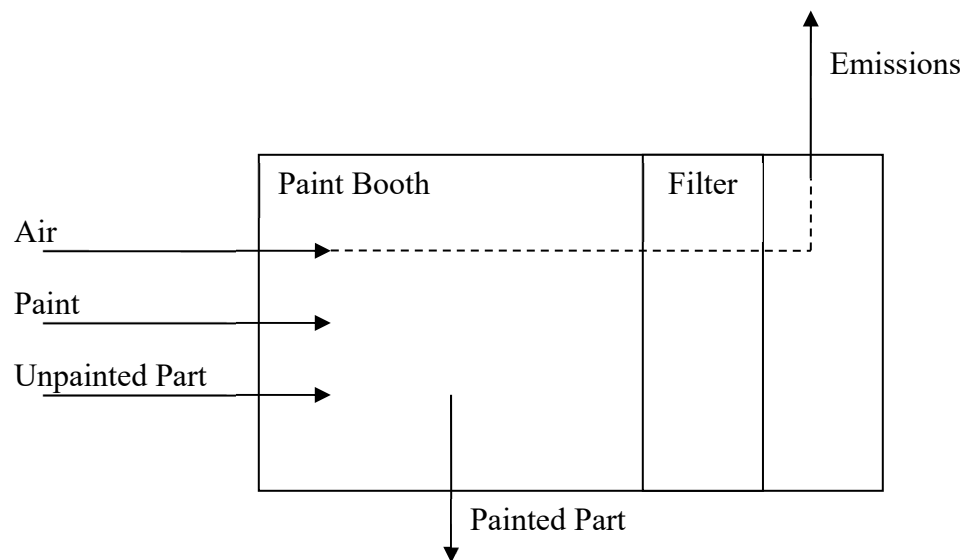 Emissions
Paint Booth
Filter
Air
Paint
Unpainted Part
Painted Part